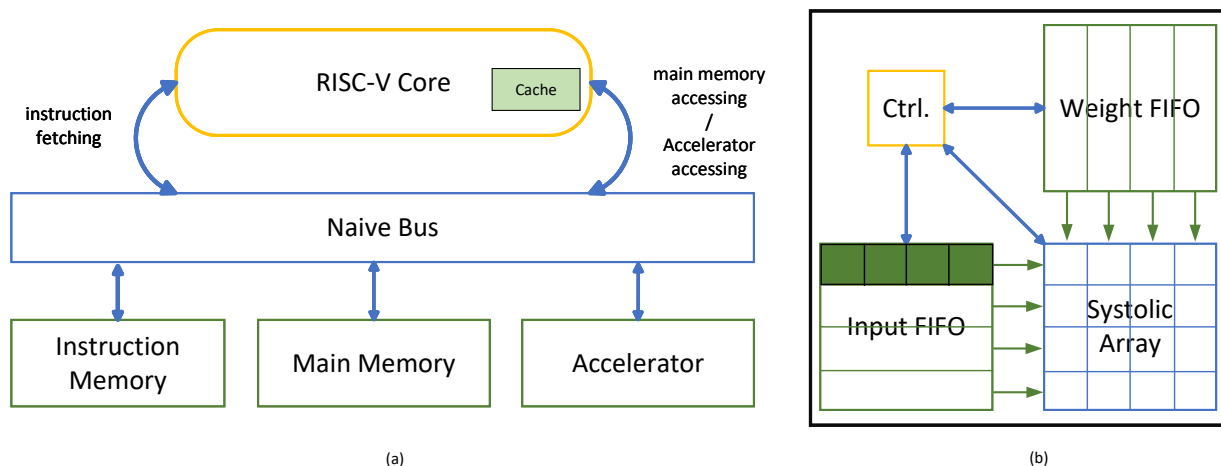 RISC-V Core
Cache
instruction
fetching
main memory
accessing
/
Accelerator
accessing
Naive Bus
Instruction
Memory
Main Memory
Accelerator
(a)
Ctrl.
Weight FIFO
Input FIFO
Systolic
Array
(b)